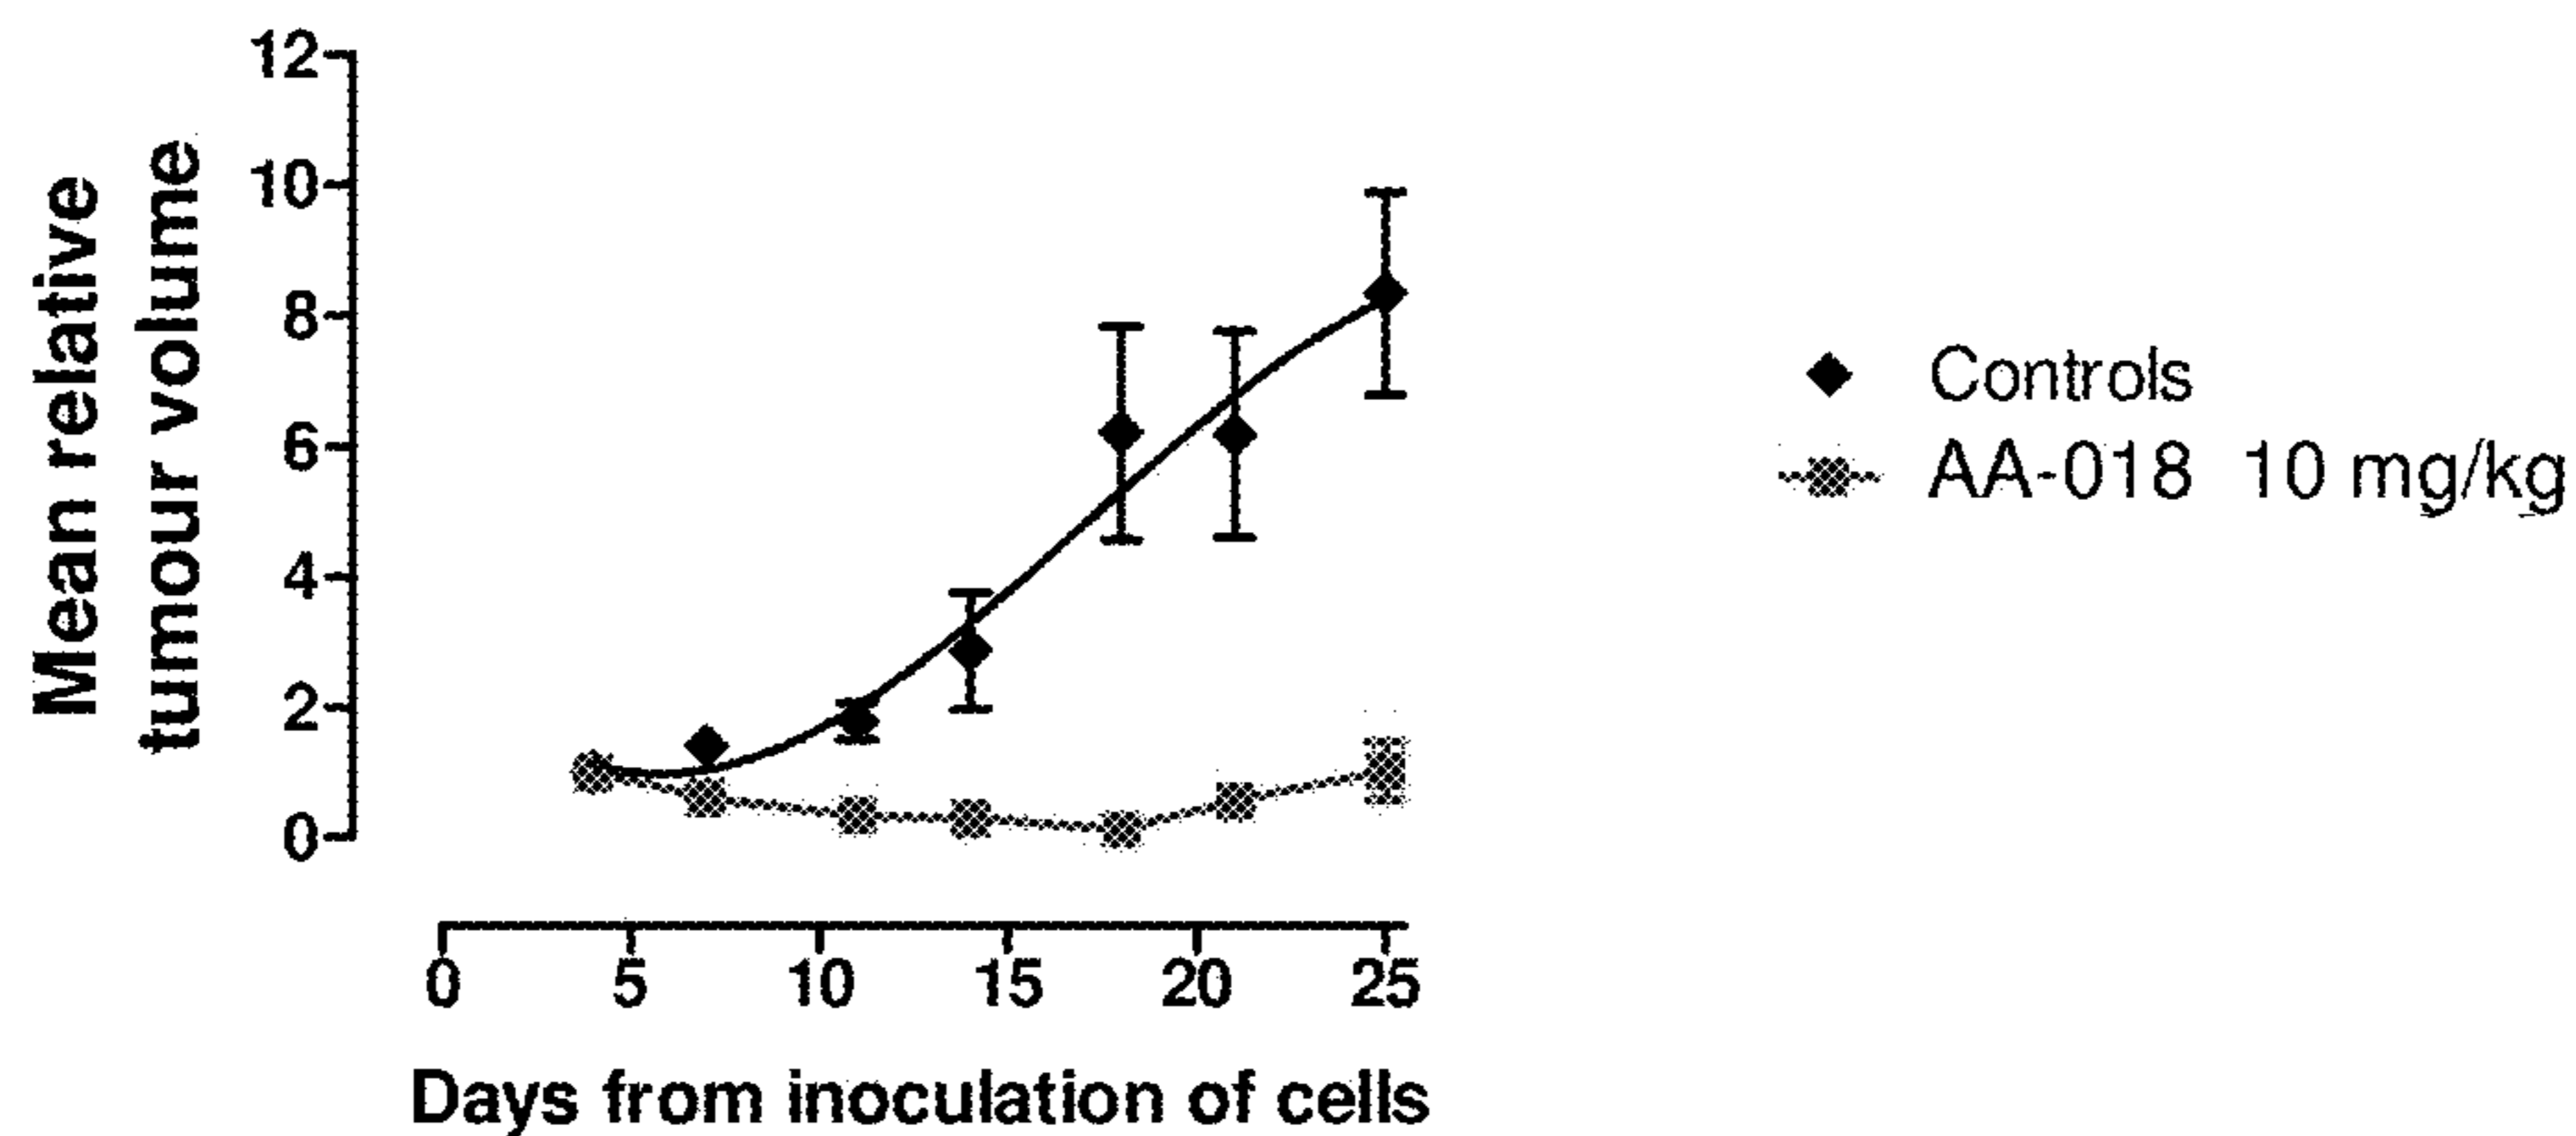 Mean relative
tumour volume
12
10
8
6
4
2
0
0 5 10 15 20 25
Days from inoculation of cells
Controls
AA-018 10 mg/kg